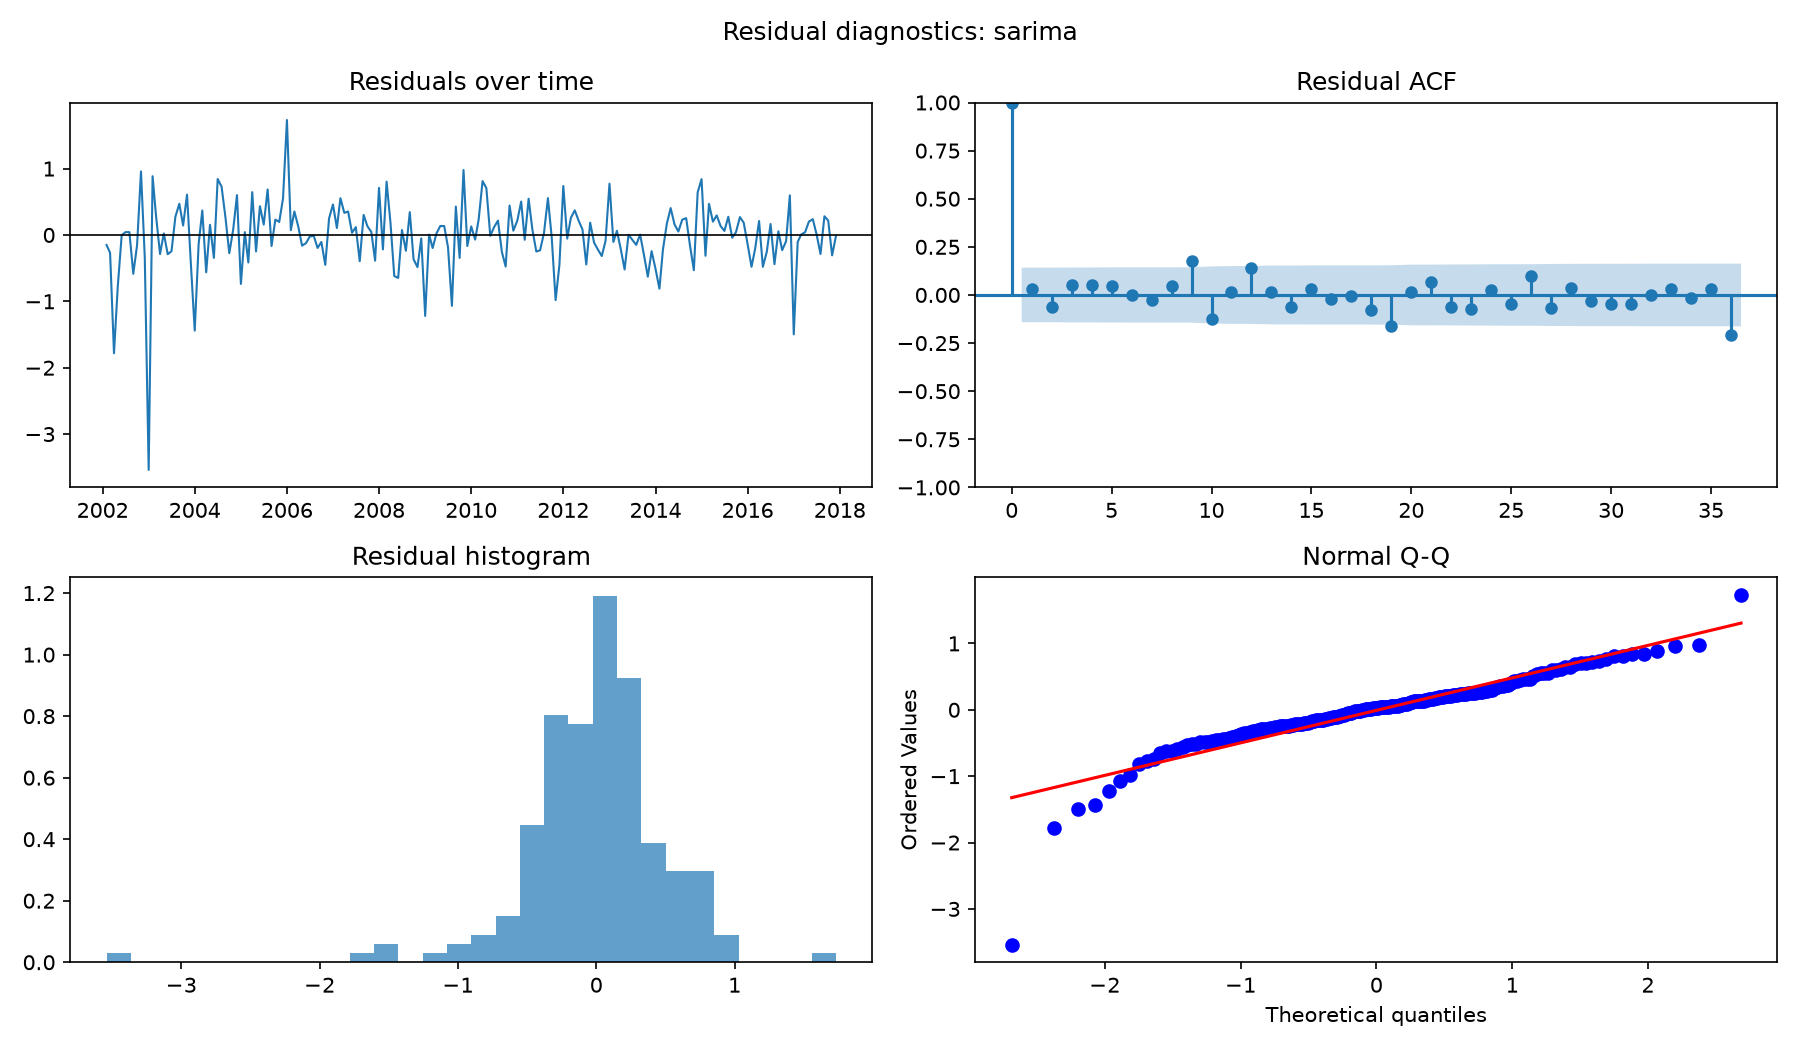 Residual diagnostics: sarima
Residuals over time
1
0
−1
−2
−3
2002 2004 2006 2008 2010 2012 2014 2016 2018
Residual ACF
1.00
0.75
0.50
0.25
0.00
−0.25
−0.50
−0.75
−1.00
0 5 10 15 20 25 30 35
Residual histogram
1.2
1.0
0.8
0.6
0.4
0.2
0.0
−3 −2 −1 0 1
Normal Q-Q
Ordered Values
1
0
−1
−2
−3
−2 −1 0 1 2
Theoretical quantiles